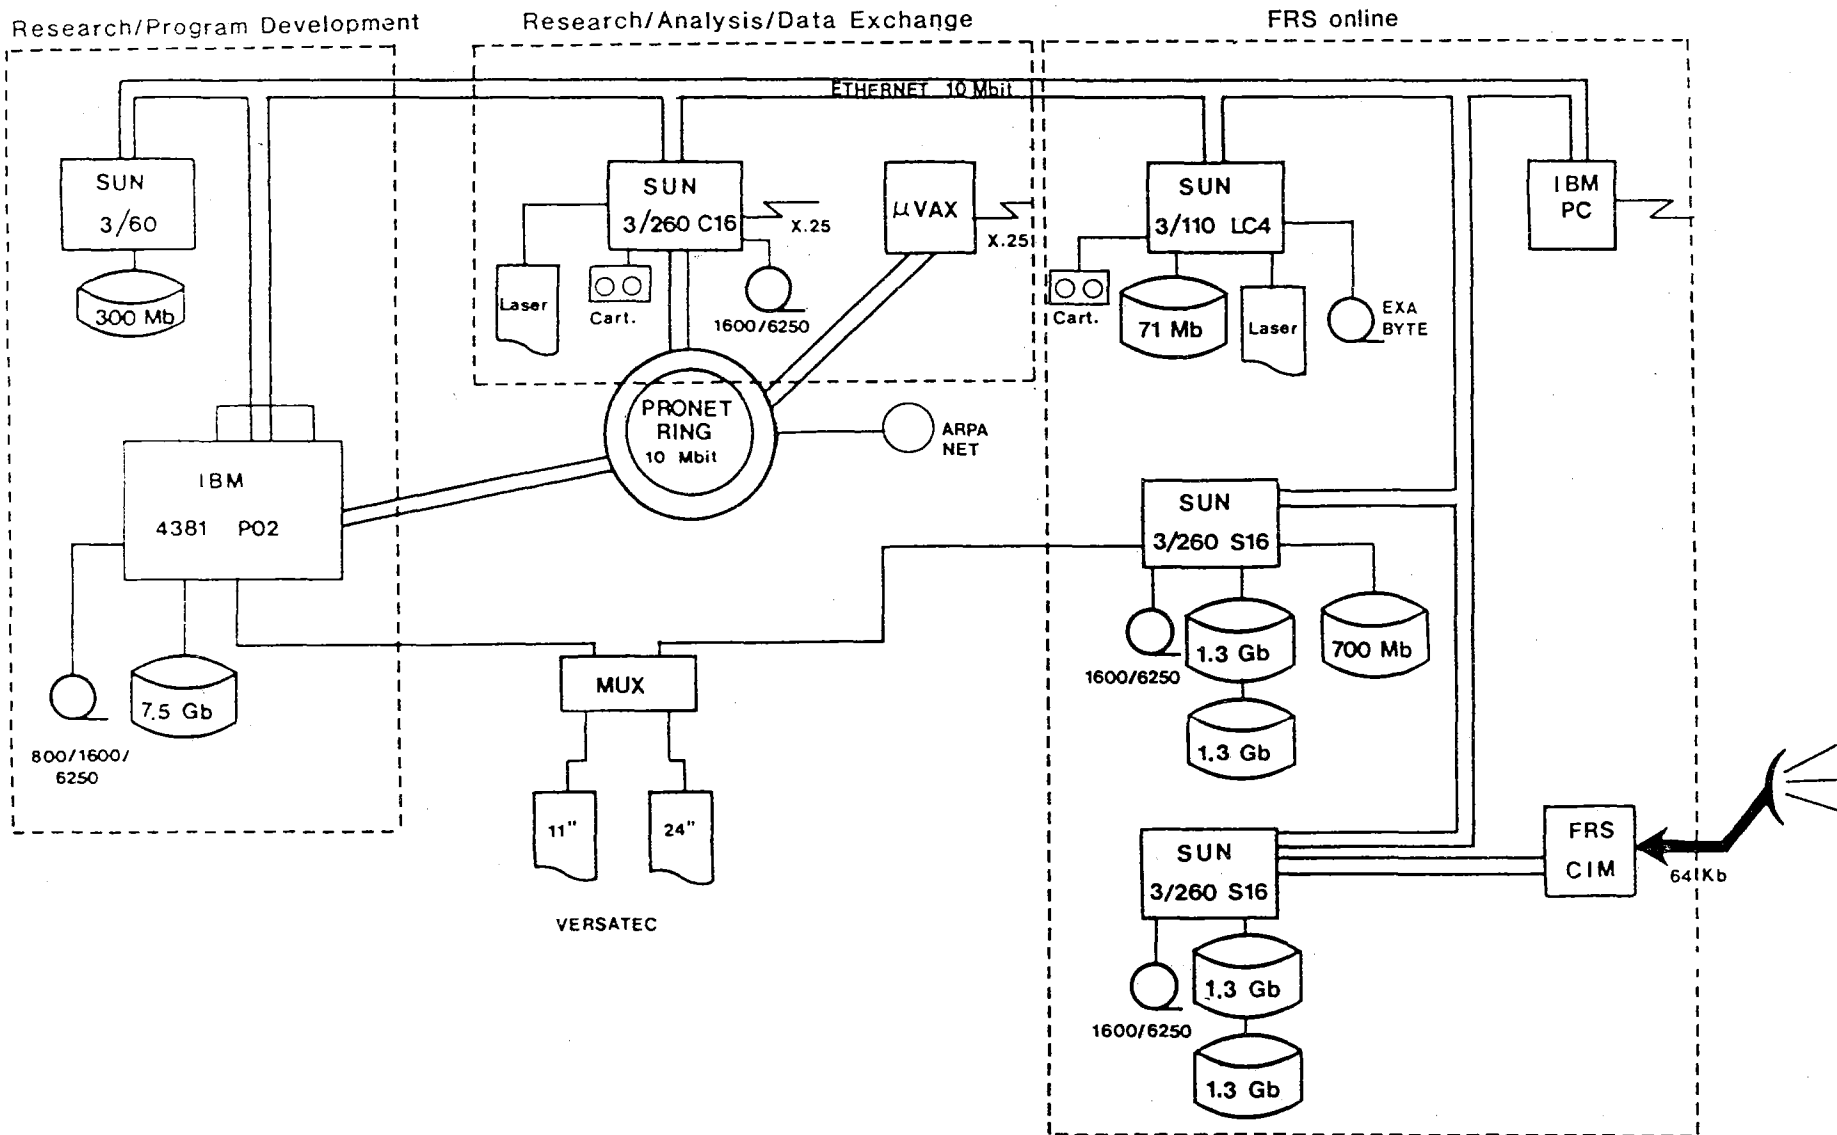 Research/Program Development
Research/Analysis/Data Exchange
FRS online
ETHERNET 10 Mbit
SUN
3/60
300 Mb
SUN
3/260 C16
X.25
Laser
Cart.
1600/6250
µVAX
X.25
SUN
3/110 LC4
Cart.
71 Mb
Laser
EXA
BYTE
IBM
PC
PRONET
RING
10 Mbit
ARPA
NET
IBM
4381 P02
800/1600/
6250
7.5 Gb
MUX
11"
24"
VERSATEC
SUN
3/260 S16
1600/6250
1.3 Gb
700 Mb
1.3 Gb
SUN
3/260 S16
1600/6250
1.3 Gb
1.3 Gb
FRS
CIM
64 Kb